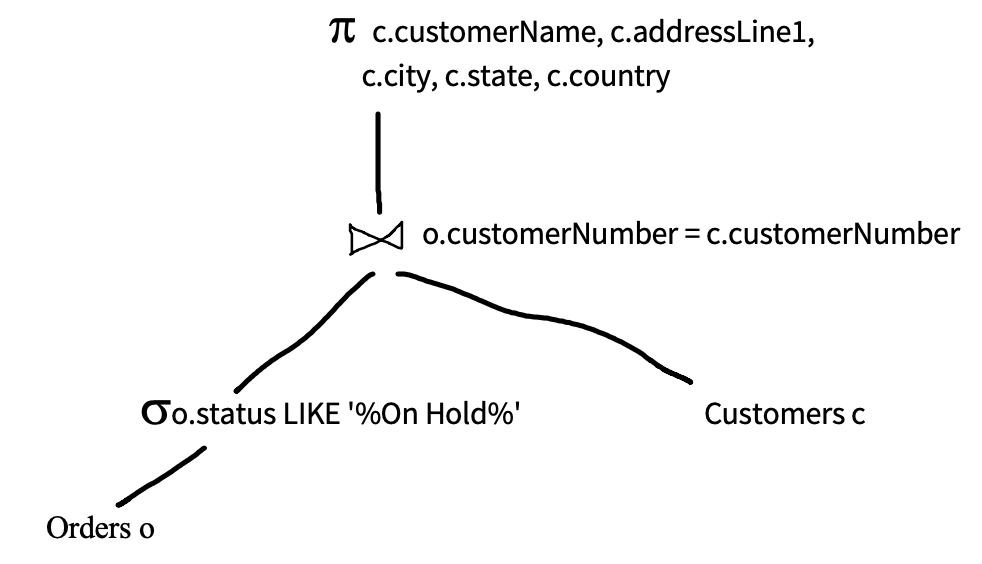 π c.customerName, c.addressLine1,
c.city, c.state, c.country
⋈ o.customerNumber = c.customerNumber
σo.status LIKE '%On Hold%'
Customers c
Orders o